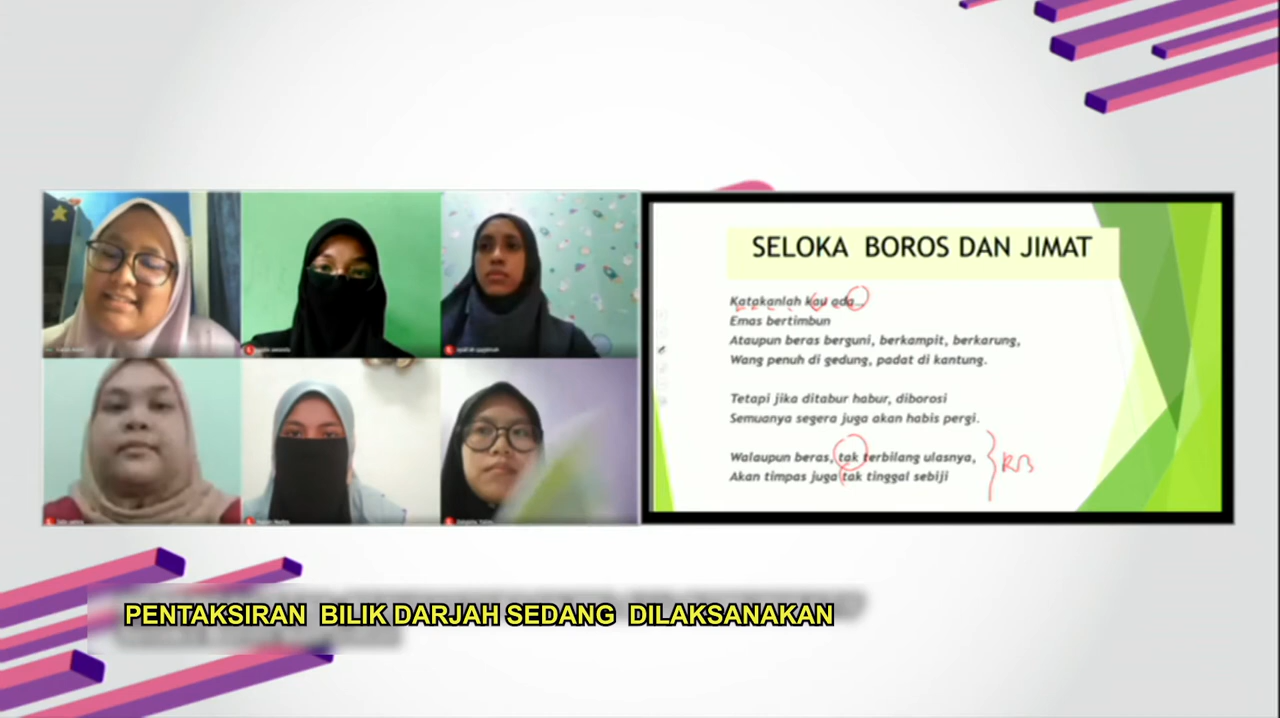 SELOKA BOROS DAN JIMAT
Katakanlah kau ada...
Emas bertimbun
Ataupun beras berguni, berkampit, berkarung,
Wang penuh di gedung, padat di kantung.
Tetapi jika ditabur habur, diborosi
Semuanya segera juga akan habis pergi.
Walaupun beras, tak terbilang ulasnya,
Akan timpas juga tak tinggal sebiji
PENTAKSIRAN BILIK DARJAH SEDANG DILAKSANAKAN